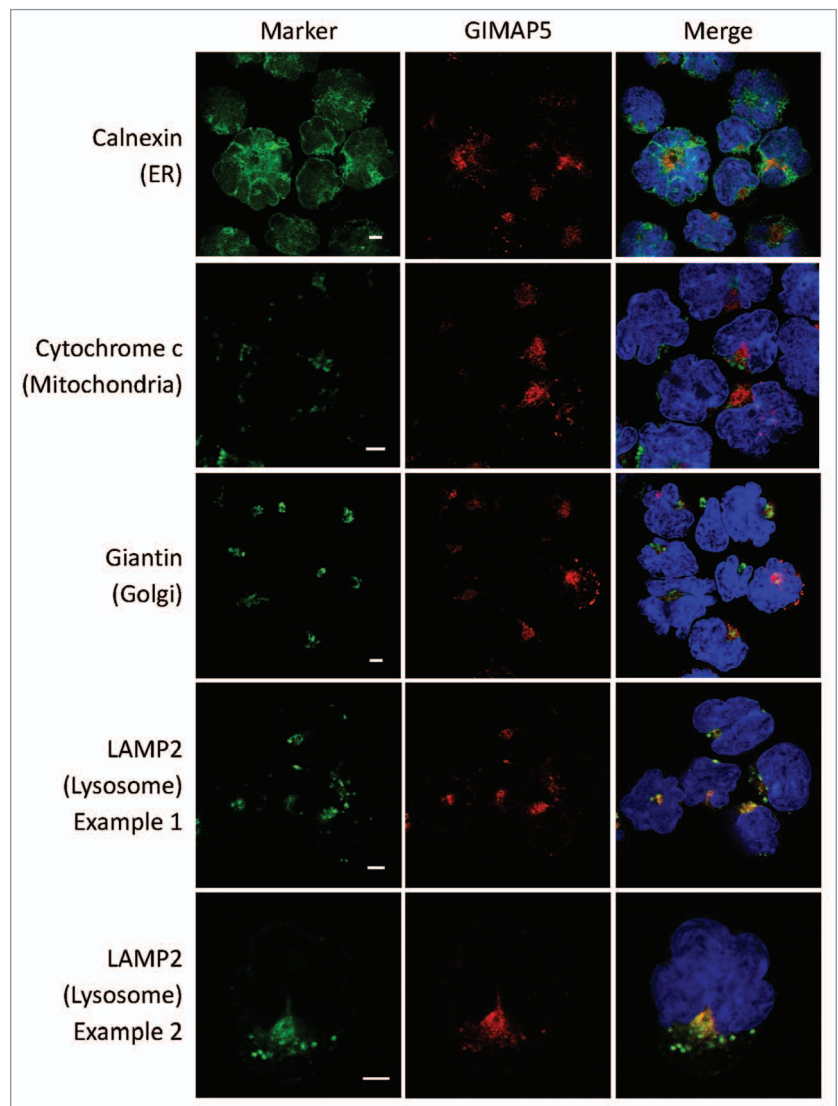 Marker GIMAP5 Merge
Calnexin
(ER)
Cytochrome c
(Mitochondria)
Giantin
(Golgi)
LAMP2
(Lysosome)
Example 1
LAMP2
(Lysosome)
Example 2